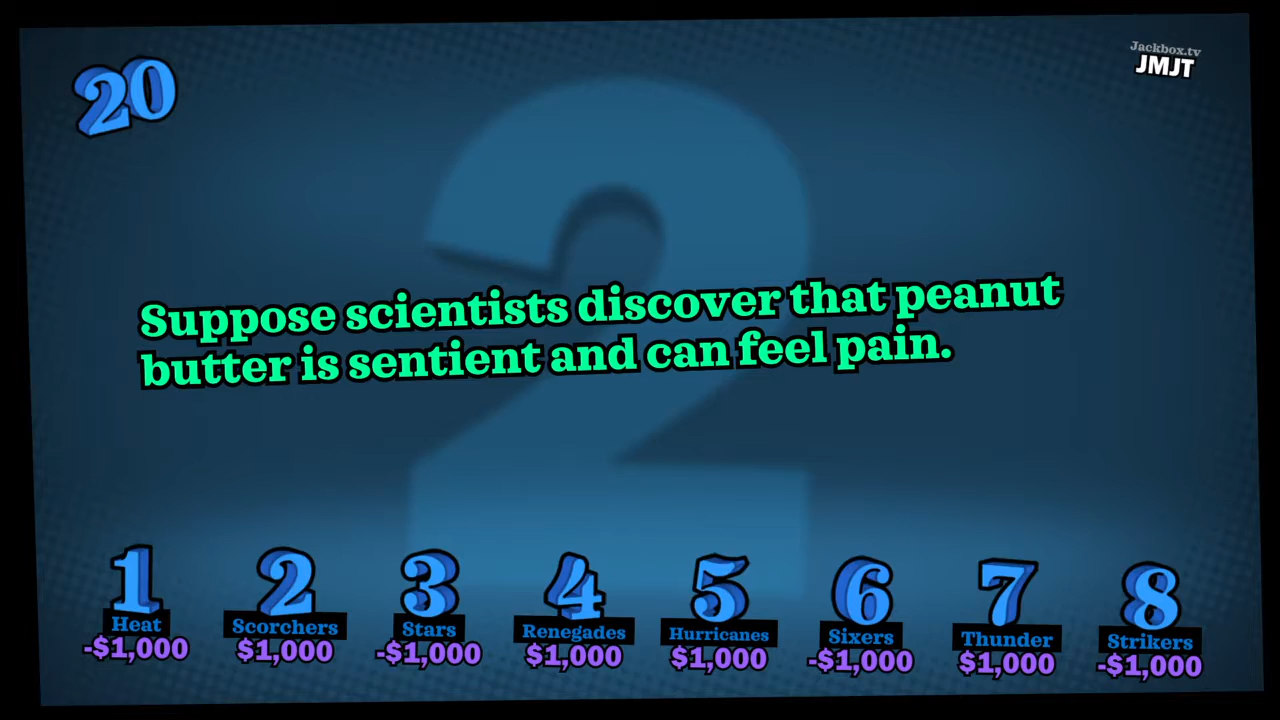 20
Jackbox.tv
JMJT
2
Suppose scientists discover that peanut
butter is sentient and can feel pain.
1 2 3 4 5 6 7 8
Heat Scorchers Stars Renegades Hurricanes Sixers Thunder Strikers
-$1,000 $1,000 -$1,000 $1,000 $1,000 -$1,000 $1,000 -$1,000